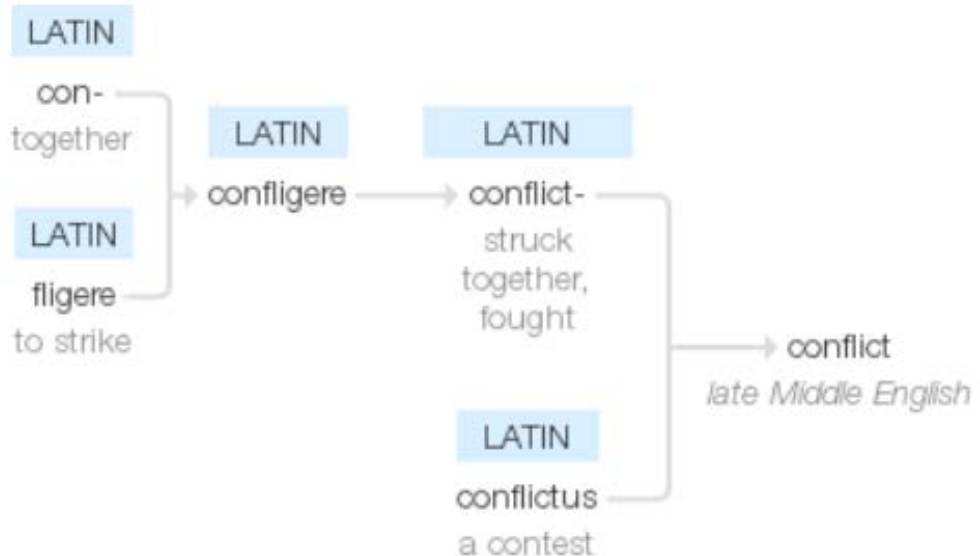 LATIN
con-
together
LATIN
fligere
to strike
LATIN
confligere
LATIN
conflict-
struck
together,
fought
LATIN
conflictus
a contest
conflict
late Middle English